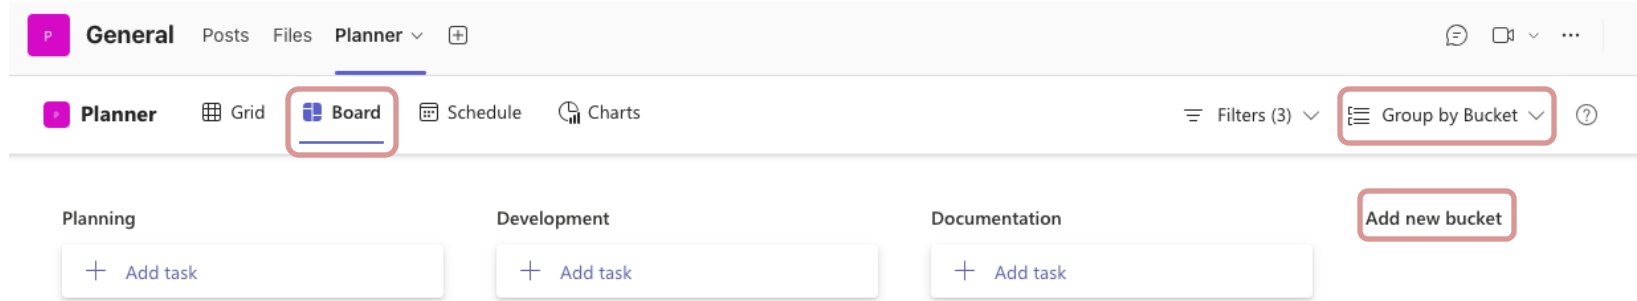 P General Posts Files Planner
P Planner Grid Board Schedule Charts Filters (3) Group by Bucket ?
Planning Development Documentation Add new bucket
+ Add task + Add task + Add task